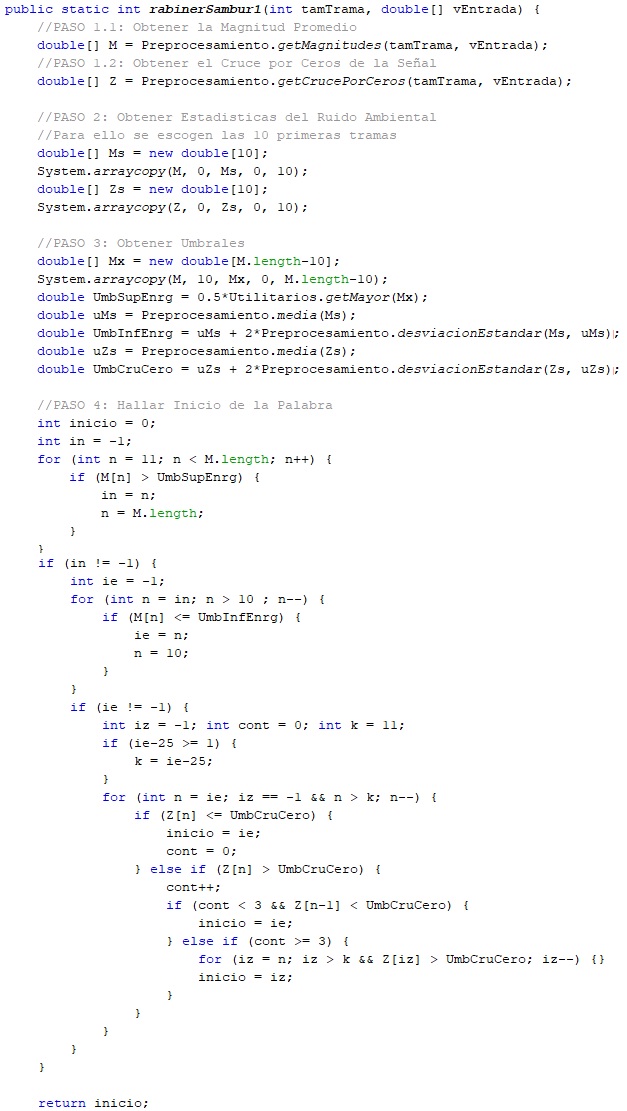 public static int rabinerSambur1(int tamTrama, double[] vEntrada) {
    //PASO 1.1: Obtener la Magnitud Promedio
    double[] M = Preprocesamiento.getMagnitudes(tamTrama, vEntrada);
    //PASO 1.2: Obtener el Cruce por Ceros de la Señal
    double[] Z = Preprocesamiento.getCrucePorCeros(tamTrama, vEntrada);

    //PASO 2: Obtener Estadisticas del Ruido Ambiental
    //Para ello se escogen las 10 primeras tramas
    double[] Ms = new double[10];
    System.arraycopy(M, 0, Ms, 0, 10);
    double[] Zs = new double[10];
    System.arraycopy(Z, 0, Zs, 0, 10);

    //PASO 3: Obtener Umbrales
    double[] Mx = new double[M.length-10];
    System.arraycopy(M, 10, Mx, 0, M.length-10);
    double UmbSupEnrg = 0.5*Utilitarios.getMayor(Mx);
    double uMs = Preprocesamiento.media(Ms);
    double UmbInfEnrg = uMs + 2*Preprocesamiento.desviacionEstandar(Ms, uMs);
    double uZs = Preprocesamiento.media(Zs);
    double UmbCruCero = uZs + 2*Preprocesamiento.desviacionEstandar(Zs, uZs);

    //PASO 4: Hallar Inicio de la Palabra
    int inicio = 0;
    int in = -1;
    for (int n = 11; n < M.length; n++) {
        if (M[n] > UmbSupEnrg) {
            in = n;
            n = M.length;
        }
    }
    if (in != -1) {
        int ie = -1;
        for (int n = in; n > 10 ; n--) {
            if (M[n] <= UmbInfEnrg) {
                ie = n;
                n = 10;
            }
        }
        if (ie != -1) {
            int iz = -1; int cont = 0; int k = 11;
            if (ie-25 >= 1) {
                k = ie-25;
            }
            for (int n = ie; iz == -1 && n > k; n--) {
                if (Z[n] <= UmbCruCero) {
                    inicio = ie;
                    cont = 0;
                } else if (Z[n] > UmbCruCero) {
                    cont++;
                    if (cont < 3 && Z[n-1] < UmbCruCero) {
                        inicio = ie;
                    } else if (cont >= 3) {
                        for (iz = n; iz > k && Z[iz] > UmbCruCero; iz--) {}
                        inicio = iz;
                    }
                }
            }
        }
    }

    return inicio;